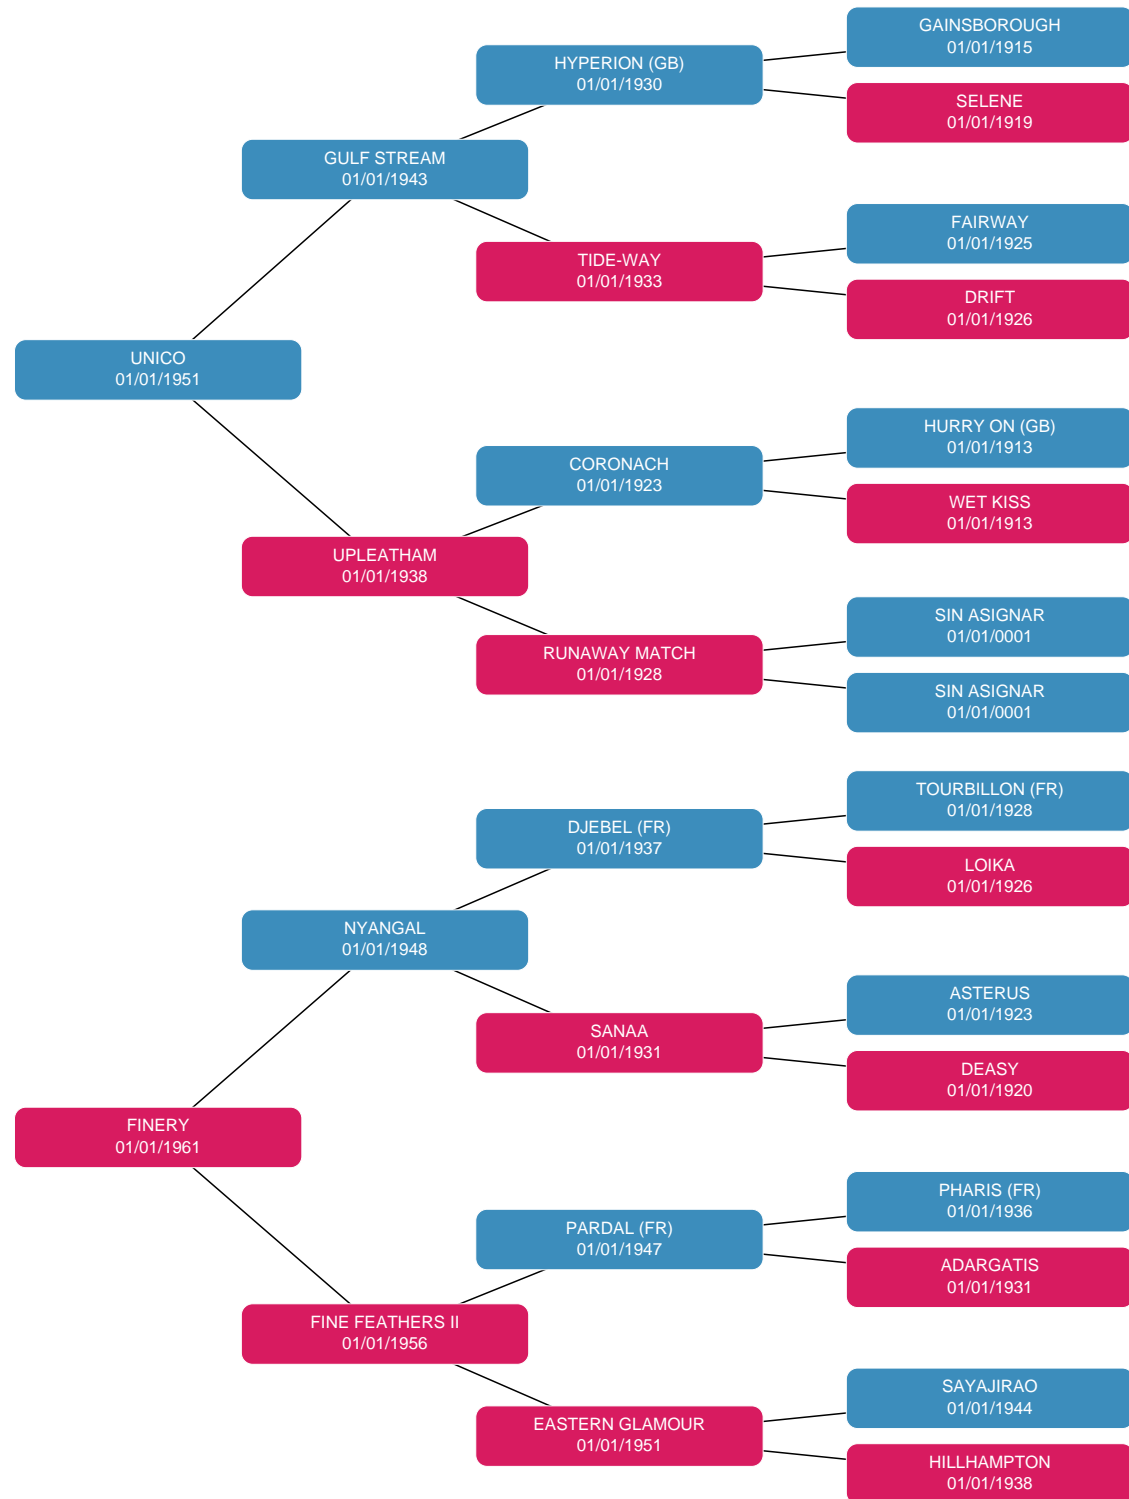 GAINSBOROUGH
01/01/1915
HYPERION (GB)
01/01/1930
SELENE
01/01/1919
GULF STREAM
01/01/1943
FAIRWAY
01/01/1925
TIDE-WAY
01/01/1933
DRIFT
01/01/1926
UNICO
01/01/1951
HURRY ON (GB)
01/01/1913
CORONACH
01/01/1923
WET KISS
01/01/1913
UPLEATHAM
01/01/1938
SIN ASIGNAR
01/01/0001
RUNAWAY MATCH
01/01/1928
SIN ASIGNAR
01/01/0001
TOURBILLON (FR)
01/01/1928
DJEBEL (FR)
01/01/1937
LOIKA
01/01/1926
NYANGAL
01/01/1948
ASTERUS
01/01/1923
SANAA
01/01/1931
DEASY
01/01/1920
FINERY
01/01/1961
PHARIS (FR)
01/01/1936
PARDAL (FR)
01/01/1947
ADARGATIS
01/01/1931
FINE FEATHERS II
01/01/1956
SAYAJIRAO
01/01/1944
EASTERN GLAMOUR
01/01/1951
HILLHAMPTON
01/01/1938